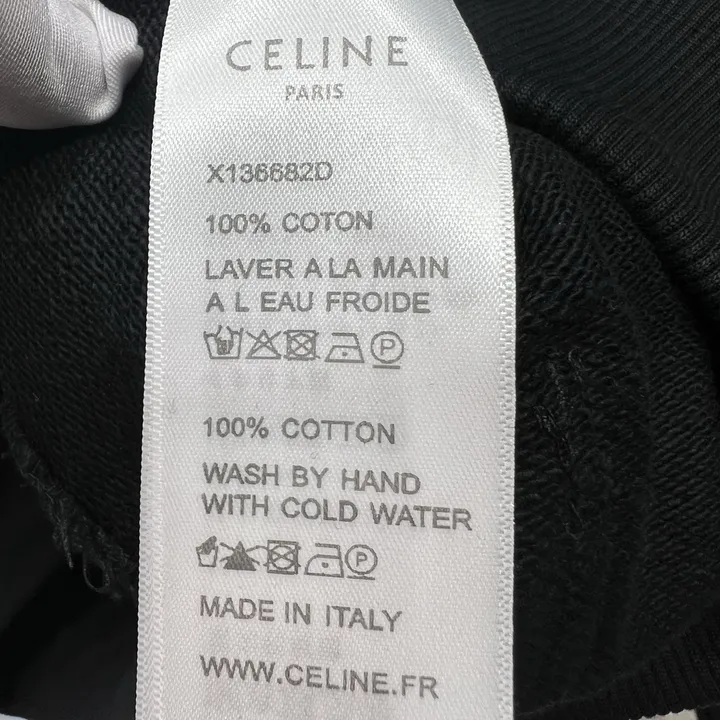 CELINE
PARIS
X136682D
100% COTON
LAVER A LA MAIN
A L EAU FROIDE
P
100% COTTON
WASH BY HAND
WITH COLD WATER
P
MADE IN ITALY
WWW.CELINE.FR